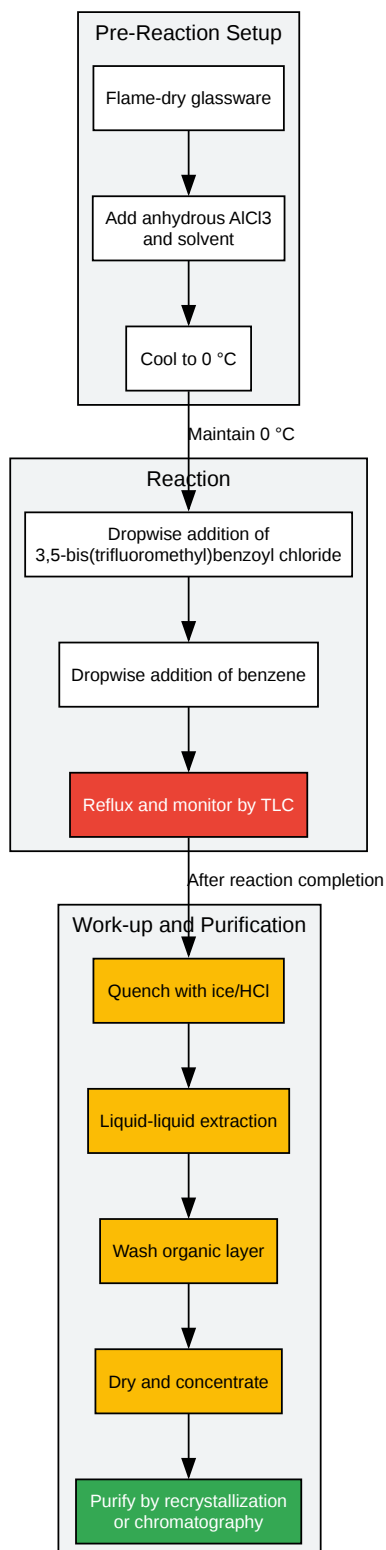 Pre-Reaction Setup
Flame-dry glassware
Add anhydrous AlCl3
and solvent
Cool to 0 °C
Maintain 0 °C
Reaction
Dropwise addition of
3,5-bis(trifluoromethyl)benzoyl chloride
Dropwise addition of benzene
Reflux and monitor by TLC
After reaction completion
Work-up and Purification
Quench with ice/HCl
Liquid-liquid extraction
Wash organic layer
Dry and concentrate
Purify by recrystallization
or chromatography